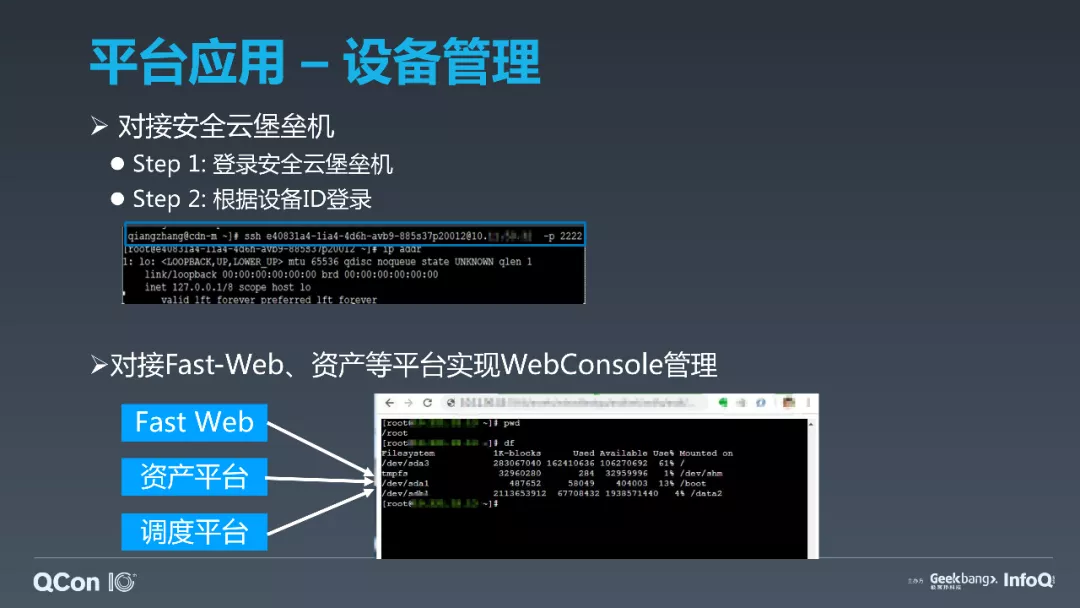 平台应用 – 设备管理
➢ 对接安全云堡垒机
● Step 1: 登录安全云堡垒机
● Step 2: 根据设备ID登录
qiangzhang@cdn-m ~]# ssh e40831a4-1ia4-4d6h-avb9-885s37p20012@10. -p 2222
[root@e40831a4-1ia4-4d6h-avb9-885s37p20012 ~]# ip addr
1: lo: <LOOPBACK,UP,LOWER_UP> mtu 65536 qdisc noqueue state UNKNOWN qlen 1
link/loopback 00:00:00:00:00:00 brd 00:00:00:00:00:00
inet 127.0.0.1/8 scope host lo
valid_lft forever preferred_lft forever
➢对接Fast-Web、资产等平台实现WebConsole管理
Fast Web
资产平台
调度平台
[root@ ~]# pwd
/root
[root@ ~]# df
Filesystem 1K-blocks Used Available Use% Mounted on
/dev/sda3 283067040 162410636 106270692 61% /
tmpfs 32960280 284 32959996 1% /dev/shm
/dev/sda1 487652 58049 404003 13% /boot
/dev/sdb1 2113653912 67708432 1938571440 4% /data2
[root@ ~]#
QCon 10th
主办方 Geekbang>. InfoQ
极客邦科技